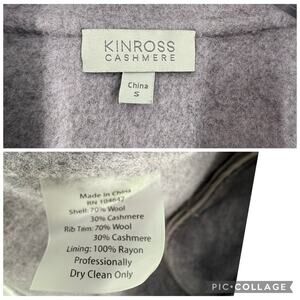 KINROSS
CASHMERE
China
S
Made in China
RN 104647
Shell: 70% Wool
30% Cashmere
Rib Trim: 70% Wool
30% Cashmere
Lining: 100% Rayon
Professionally
Dry Clean Only
PIC•COLLAGE